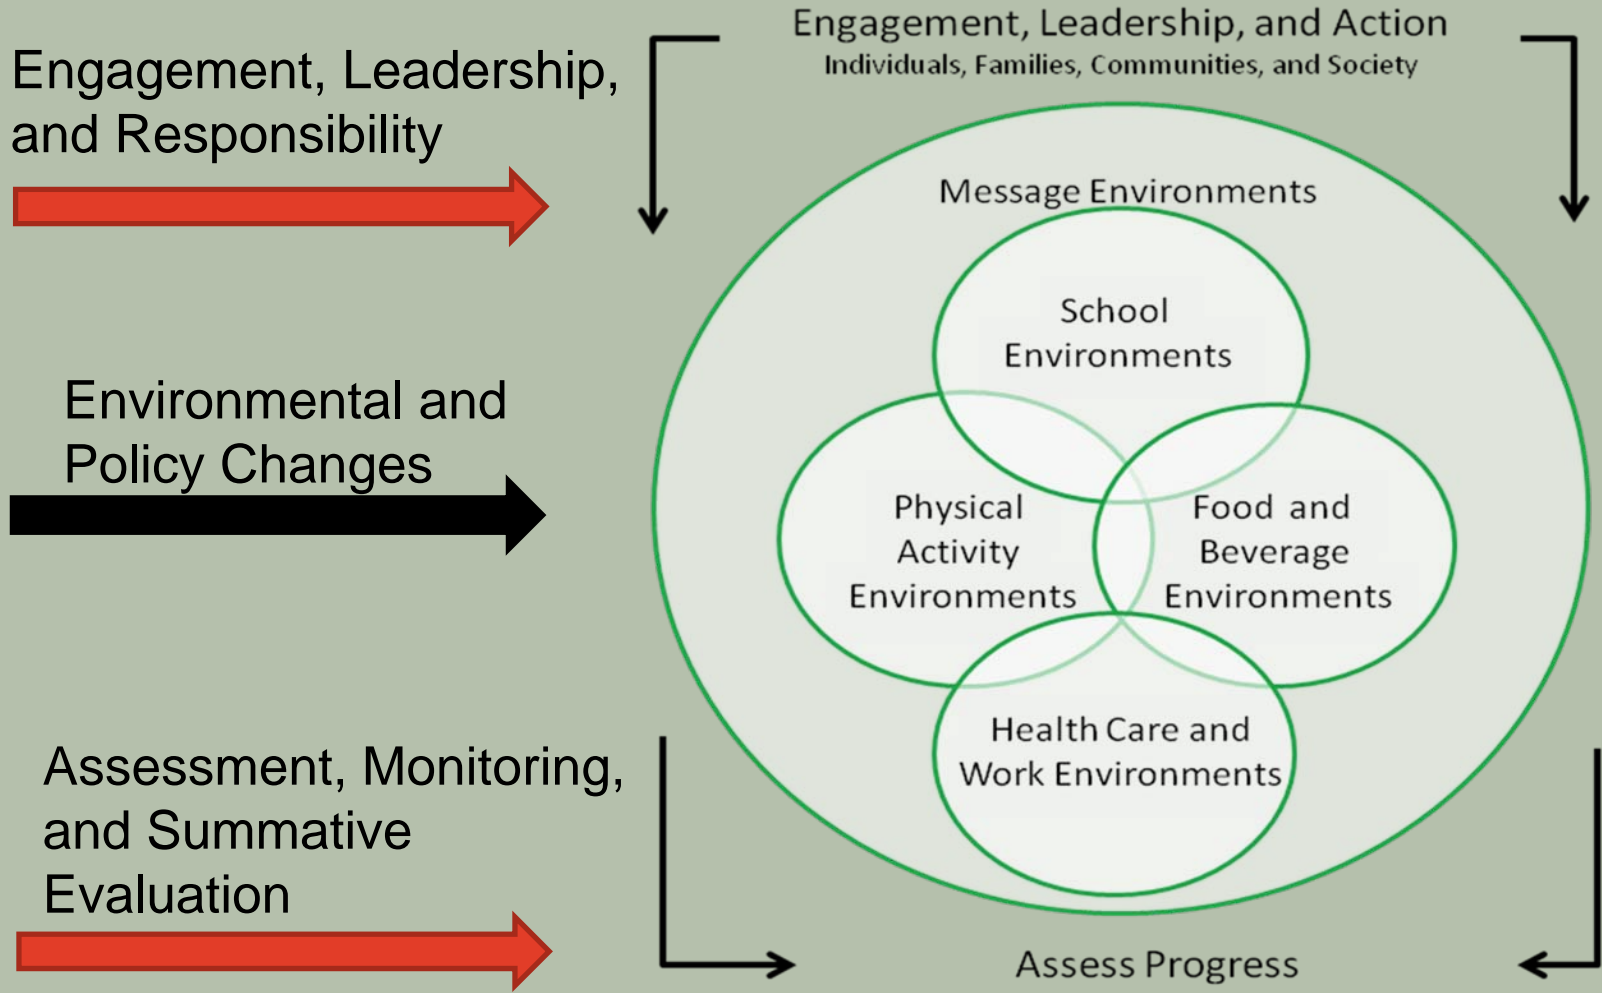 Engagement, Leadership,
and Responsibility
Environmental and
Policy Changes
Assessment, Monitoring,
and Summative
Evaluation
Engagement, Leadership, and Action
Individuals, Families, Communities, and Society
Message Environments
School
Environments
Physical
Activity
Environments
Food and
Beverage
Environments
Health Care and
Work Environments
Assess Progress